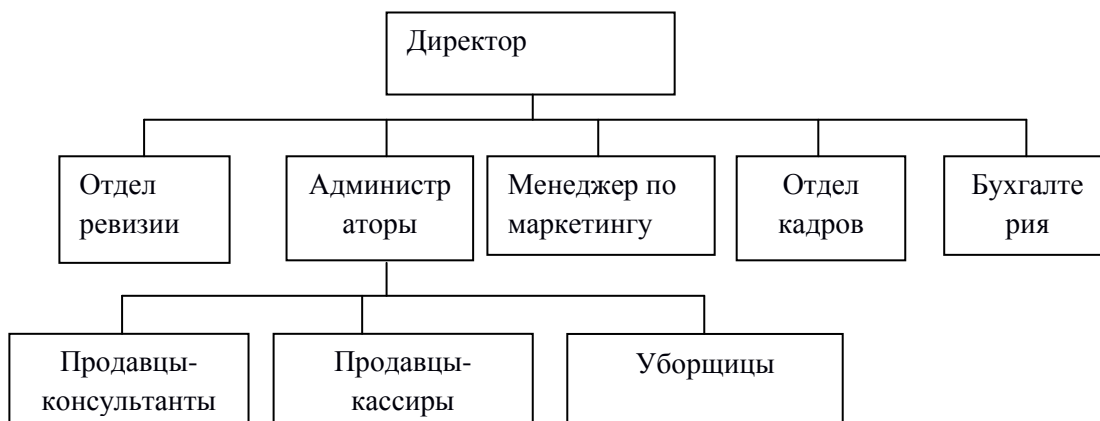 Директор
Отдел
ревизии
Администр
аторы
Менеджер по
маркетингу
Отдел
кадров
Бухгалте
рия
Продавцы-
консультанты
Продавцы-
кассиры
Уборщицы